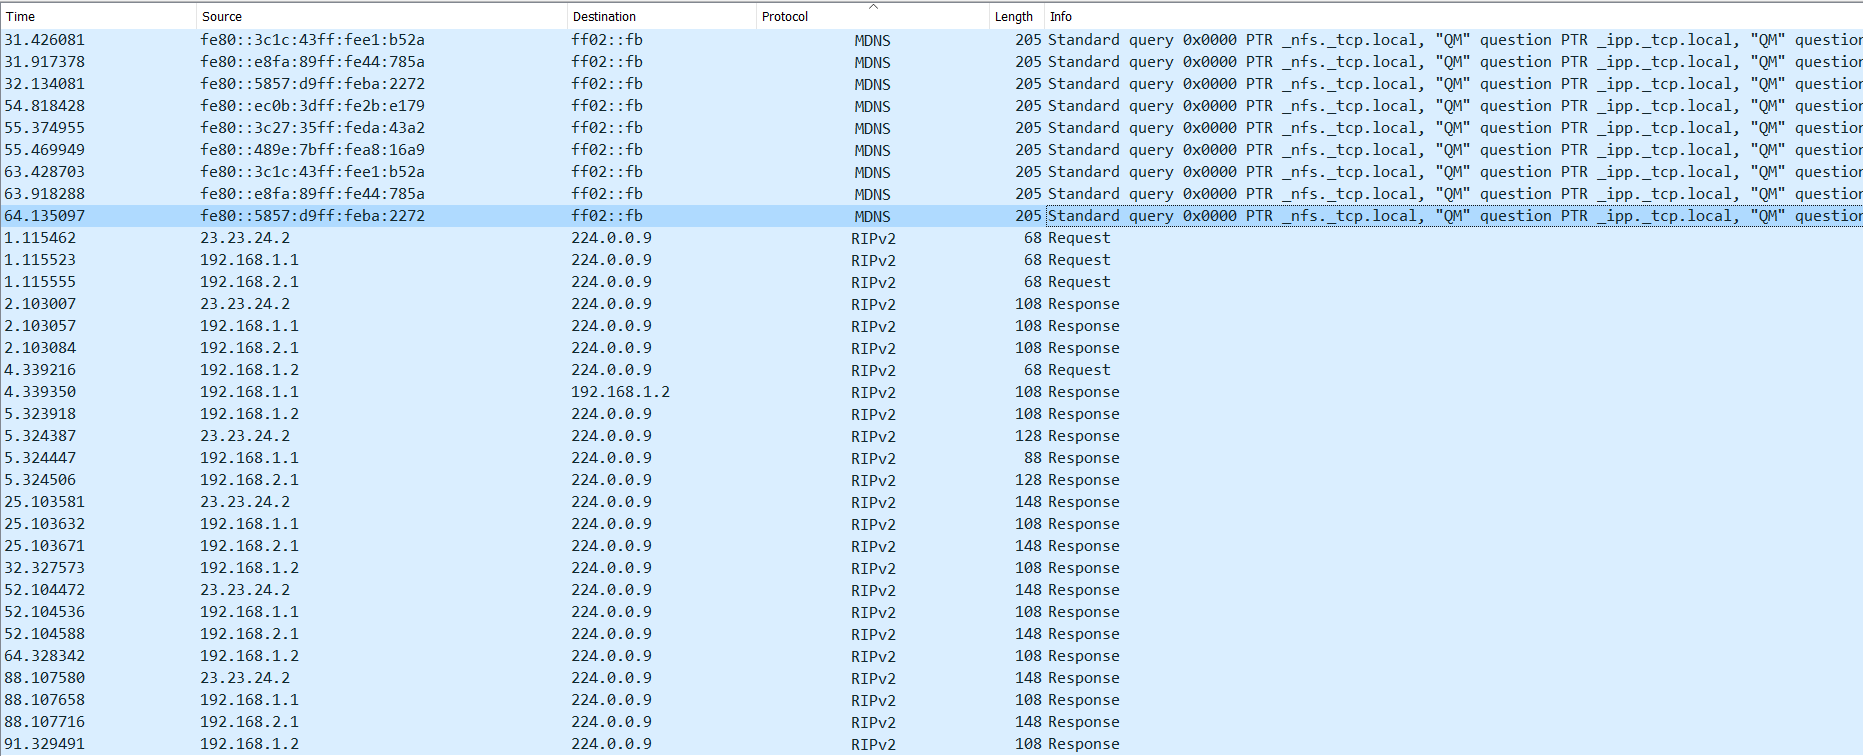 Time Source Destination Protocol Length Info
31.426081 fe80::3c1c:43ff:fee1:b52a ff02::fb MDNS 205 Standard query 0x0000 PTR _nfs._tcp.local, "QM" question PTR _ipp._tcp.local, "QM" question
31.917378 fe80::e8fa:89ff:fe44:785a ff02::fb MDNS 205 Standard query 0x0000 PTR _nfs._tcp.local, "QM" question PTR _ipp._tcp.local, "QM" question
32.134081 fe80::5857:d9ff:feba:2272 ff02::fb MDNS 205 Standard query 0x0000 PTR _nfs._tcp.local, "QM" question PTR _ipp._tcp.local, "QM" question
54.818428 fe80::ec0b:3dff:fe2b:e179 ff02::fb MDNS 205 Standard query 0x0000 PTR _nfs._tcp.local, "QM" question PTR _ipp._tcp.local, "QM" question
55.374955 fe80::3c27:35ff:feda:43a2 ff02::fb MDNS 205 Standard query 0x0000 PTR _nfs._tcp.local, "QM" question PTR _ipp._tcp.local, "QM" question
55.469949 fe80::489e:7bff:fea8:16a9 ff02::fb MDNS 205 Standard query 0x0000 PTR _nfs._tcp.local, "QM" question PTR _ipp._tcp.local, "QM" question
63.428703 fe80::3c1c:43ff:fee1:b52a ff02::fb MDNS 205 Standard query 0x0000 PTR _nfs._tcp.local, "QM" question PTR _ipp._tcp.local, "QM" question
63.918288 fe80::e8fa:89ff:fe44:785a ff02::fb MDNS 205 Standard query 0x0000 PTR _nfs._tcp.local, "QM" question PTR _ipp._tcp.local, "QM" question
64.135097 fe80::5857:d9ff:feba:2272 ff02::fb MDNS 205 Standard query 0x0000 PTR _nfs._tcp.local, "QM" question PTR _ipp._tcp.local, "QM" question
1.115462 23.23.24.2 224.0.0.9 RIPv2 68 Request
1.115523 192.168.1.1 224.0.0.9 RIPv2 68 Request
1.115555 192.168.2.1 224.0.0.9 RIPv2 68 Request
2.103007 23.23.24.2 224.0.0.9 RIPv2 108 Response
2.103057 192.168.1.1 224.0.0.9 RIPv2 108 Response
2.103084 192.168.2.1 224.0.0.9 RIPv2 108 Response
4.339216 192.168.1.2 224.0.0.9 RIPv2 68 Request
4.339350 192.168.1.1 192.168.1.2 RIPv2 108 Response
5.323918 192.168.1.2 224.0.0.9 RIPv2 108 Response
5.324387 23.23.24.2 224.0.0.9 RIPv2 128 Response
5.324447 192.168.1.1 224.0.0.9 RIPv2 88 Response
5.324506 192.168.2.1 224.0.0.9 RIPv2 128 Response
25.103581 23.23.24.2 224.0.0.9 RIPv2 148 Response
25.103632 192.168.1.1 224.0.0.9 RIPv2 108 Response
25.103671 192.168.2.1 224.0.0.9 RIPv2 148 Response
32.327573 192.168.1.2 224.0.0.9 RIPv2 108 Response
52.104472 23.23.24.2 224.0.0.9 RIPv2 148 Response
52.104536 192.168.1.1 224.0.0.9 RIPv2 108 Response
52.104588 192.168.2.1 224.0.0.9 RIPv2 148 Response
64.328342 192.168.1.2 224.0.0.9 RIPv2 108 Response
88.107580 23.23.24.2 224.0.0.9 RIPv2 148 Response
88.107658 192.168.1.1 224.0.0.9 RIPv2 108 Response
88.107716 192.168.2.1 224.0.0.9 RIPv2 148 Response
91.329491 192.168.1.2 224.0.0.9 RIPv2 108 Response